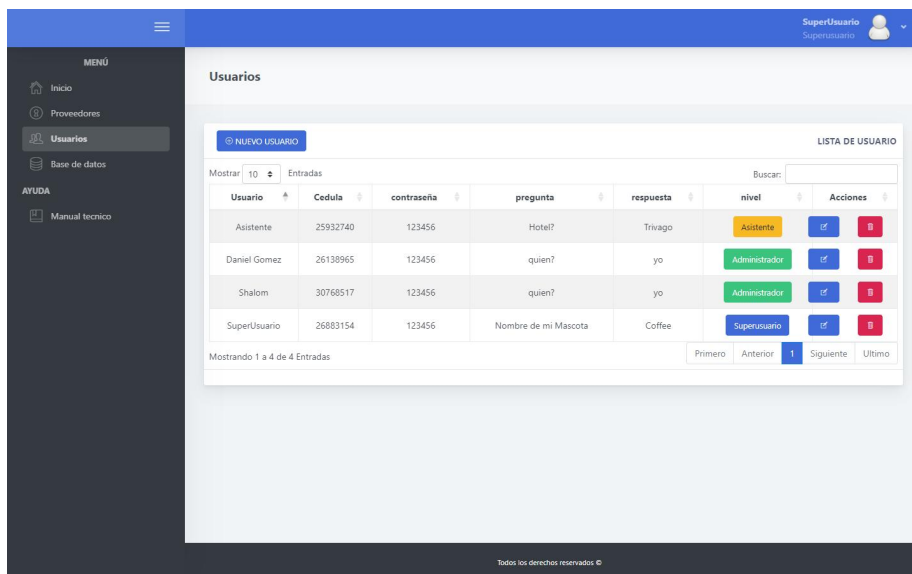 SuperUsuario
Superusuario
MENÚ
Inicio
Proveedores
Usuarios
Base de datos
AYUDA
Manual tecnico
Usuarios
NUEVO USUARIO
LISTA DE USUARIO
Mostrar 10 Entradas
Buscar:
Usuario Cedula contraseña pregunta respuesta nivel Acciones
Asistente 25932740 123456 Hotel? Trivago Asistente
Daniel Gomez 26138965 123456 quien? yo Administrador
Shalom 30768517 123456 quien? yo Administrador
SuperUsuario 26883154 123456 Nombre de mi Mascota Coffee Superusuario
Mostrando 1 a 4 de 4 Entradas
Primero Anterior 1 Siguiente Ultimo
Todos los derechos reservados ©